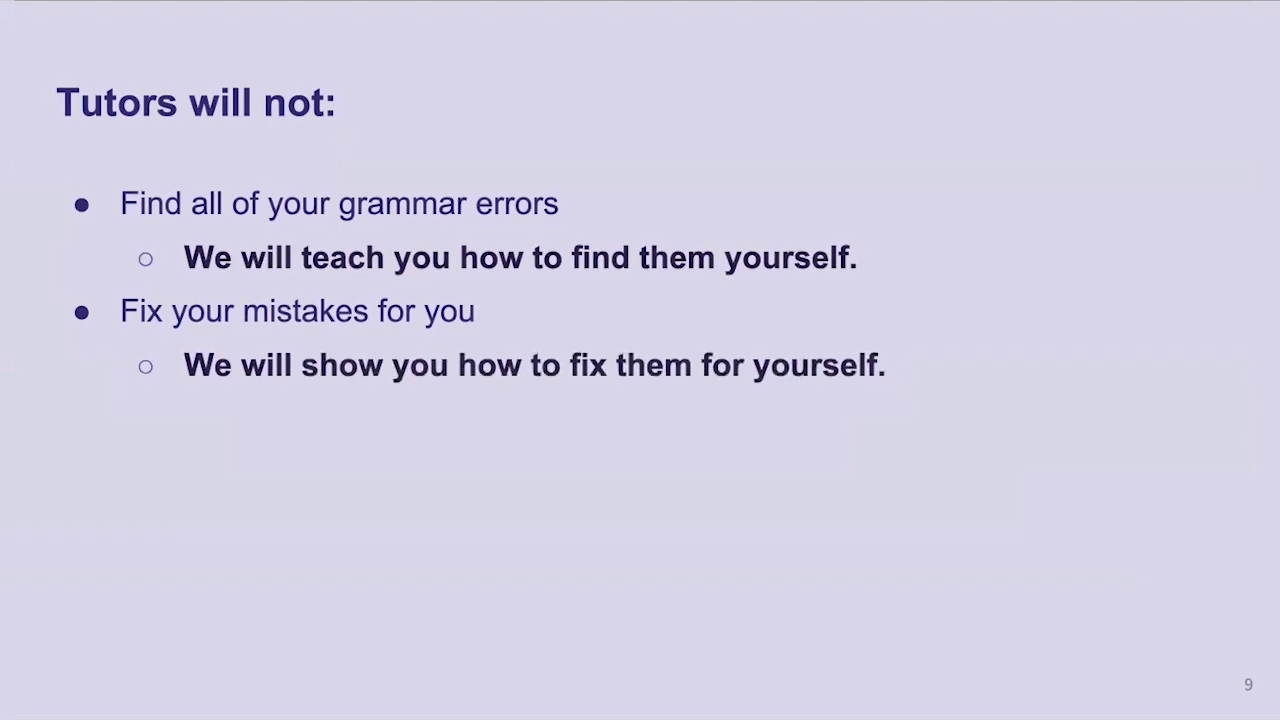 Tutors will not:
● Find all of your grammar errors
○ We will teach you how to find them yourself.
● Fix your mistakes for you
○ We will show you how to fix them for yourself.
9